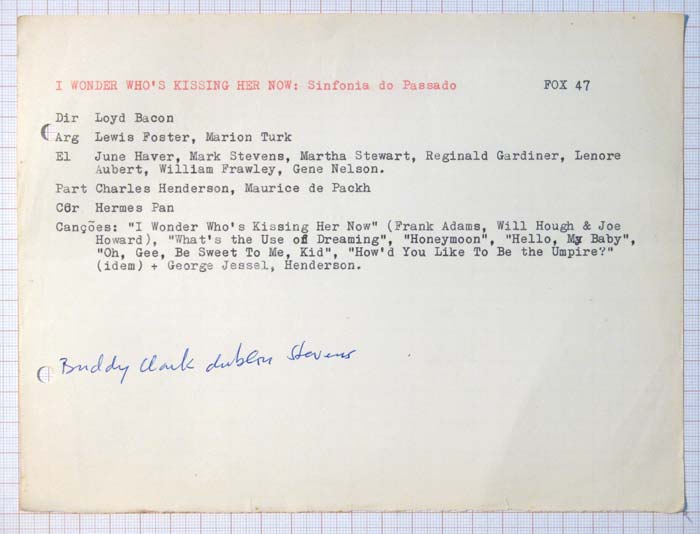 I WONDER WHO'S KISSING HER NOW: Sinfonia do Passado FOX 47
Dir Loyd Bacon
Arg Lewis Foster, Marion Turk
El June Haver, Mark Stevens, Martha Stewart, Reginald Gardiner, Lenore
Aubert, William Frawley, Gene Nelson.
Part Charles Henderson, Maurice de Packh
Cor Hermes Pan
Canções: "I Wonder Who's Kissing Her Now" (Frank Adams, Will Hough & Joe
Howard), "What's the Use of Dreaming", "Honeymoon", "Hello, My Baby",
"Oh, Gee, Be Sweet To Me, Kid", "How'd You Like To Be the Umpire?"
(idem) + George Jessel, Henderson.
Buddy Clark dublou Stevens